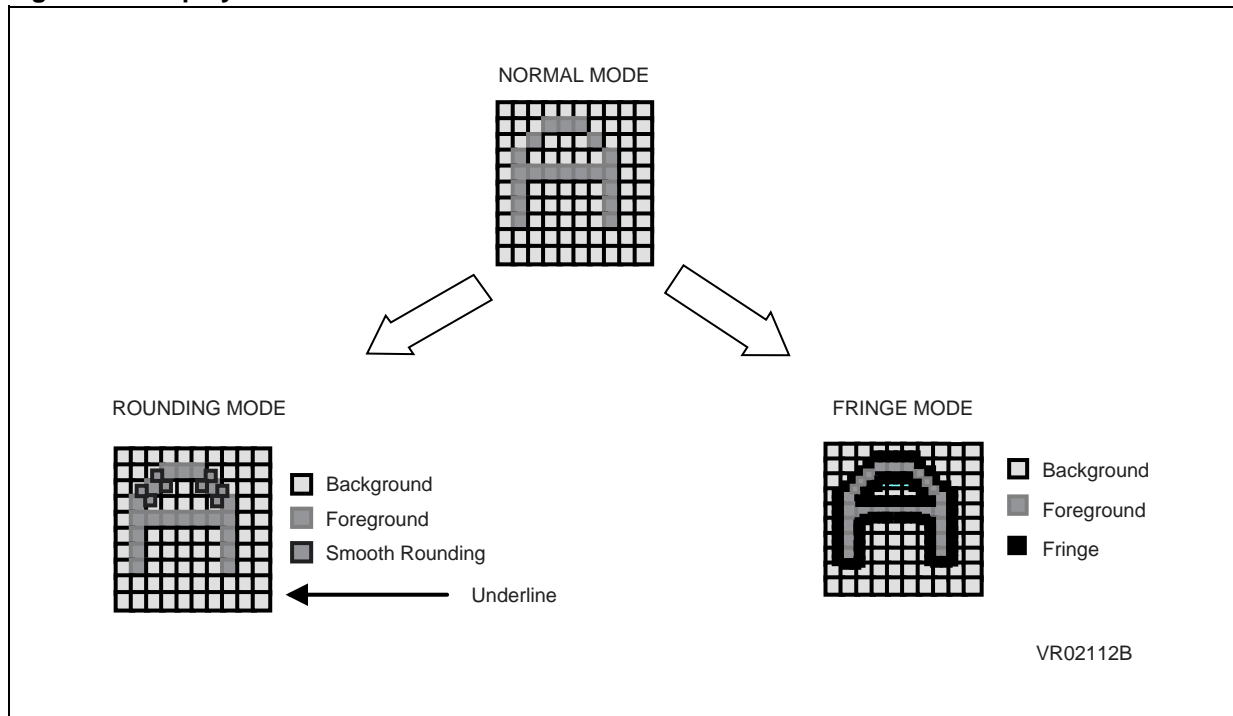 NORMAL MODE
ROUNDING MODE
Background
Foreground
Smooth Rounding
Underline
FRINGE MODE
Background
Foreground
Fringe
VR02112B